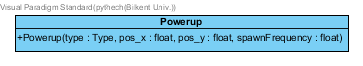 Visual Paradigm Standard(pythech(Bilkent Univ.))
Powerup
+Powerup(type : Type, pos_x : float, pos_y : float, spawnFrequency : float)